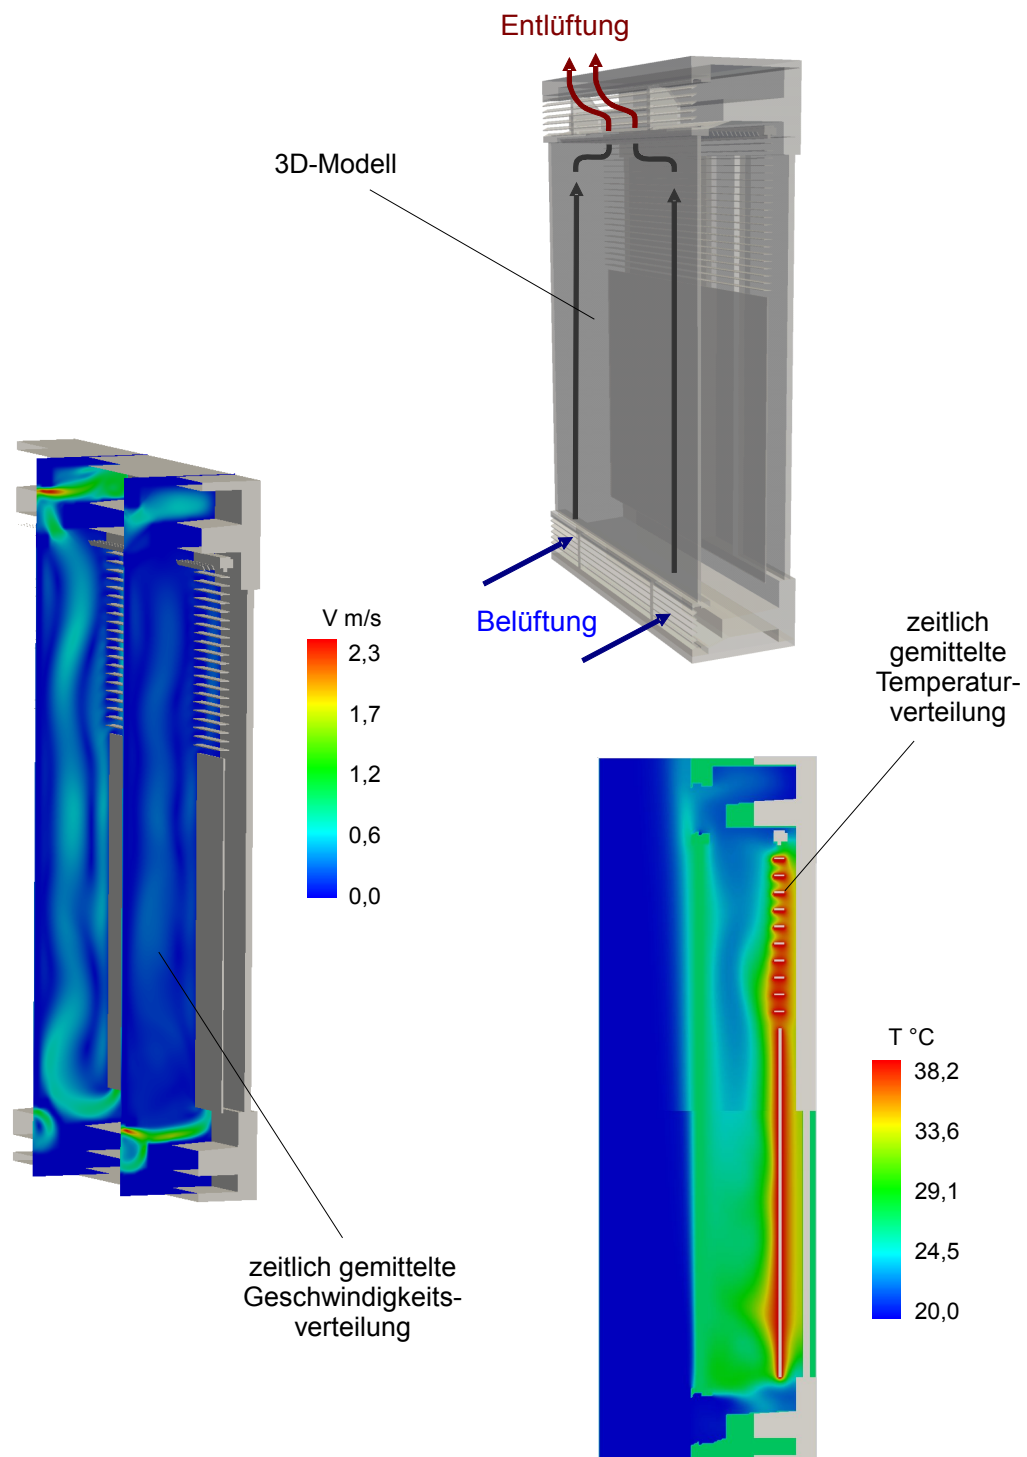 Entlüftung
3D-Modell
Belüftung
V m/s
2,3
1,7
1,2
0,6
0,0
zeitlich
gemittelte
Temperatur-
verteilung
T °C
38,2
33,6
29,1
24,5
20,0
zeitlich gemittelte
Geschwindigkeits-
verteilung